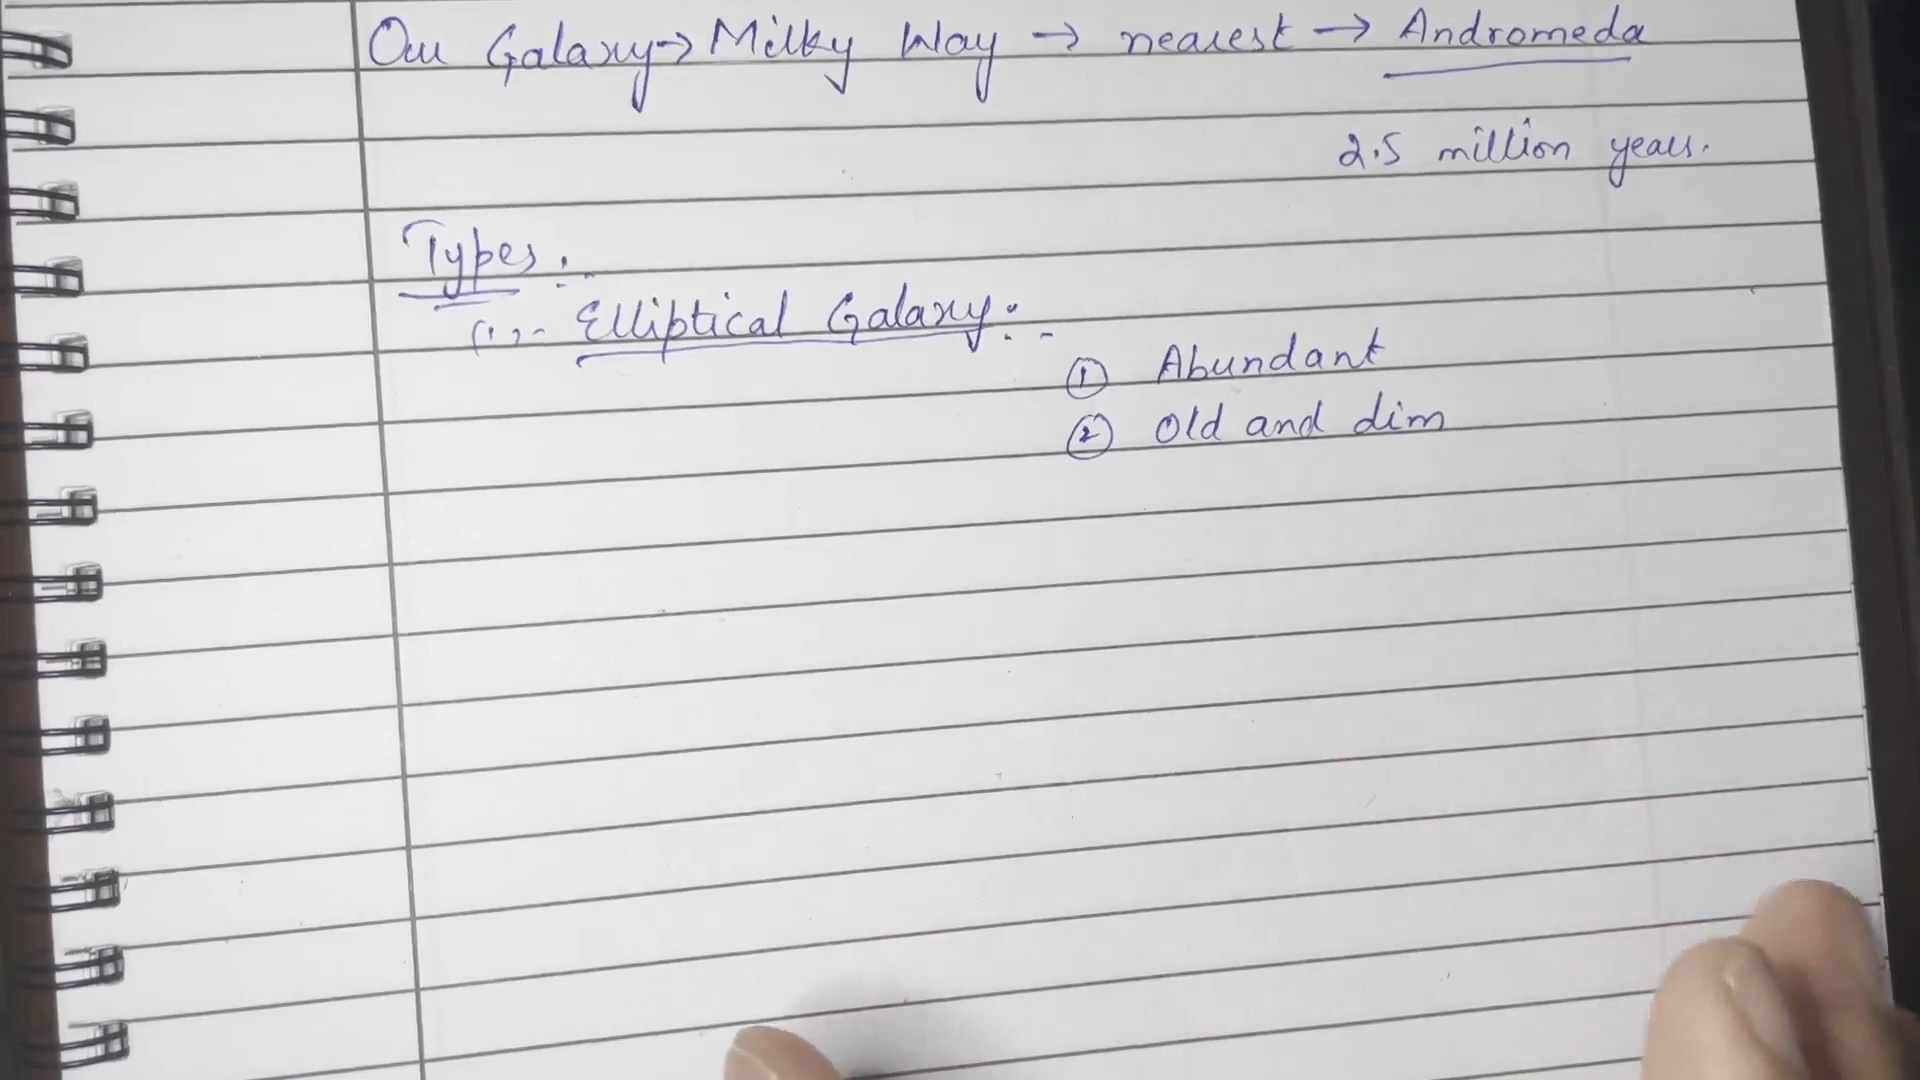 Our Galaxy → Milky Way → nearest → Andromeda
2.5 million years.
Types :-
(1) - Elliptical Galaxy :-
① Abundant
② Old and dim